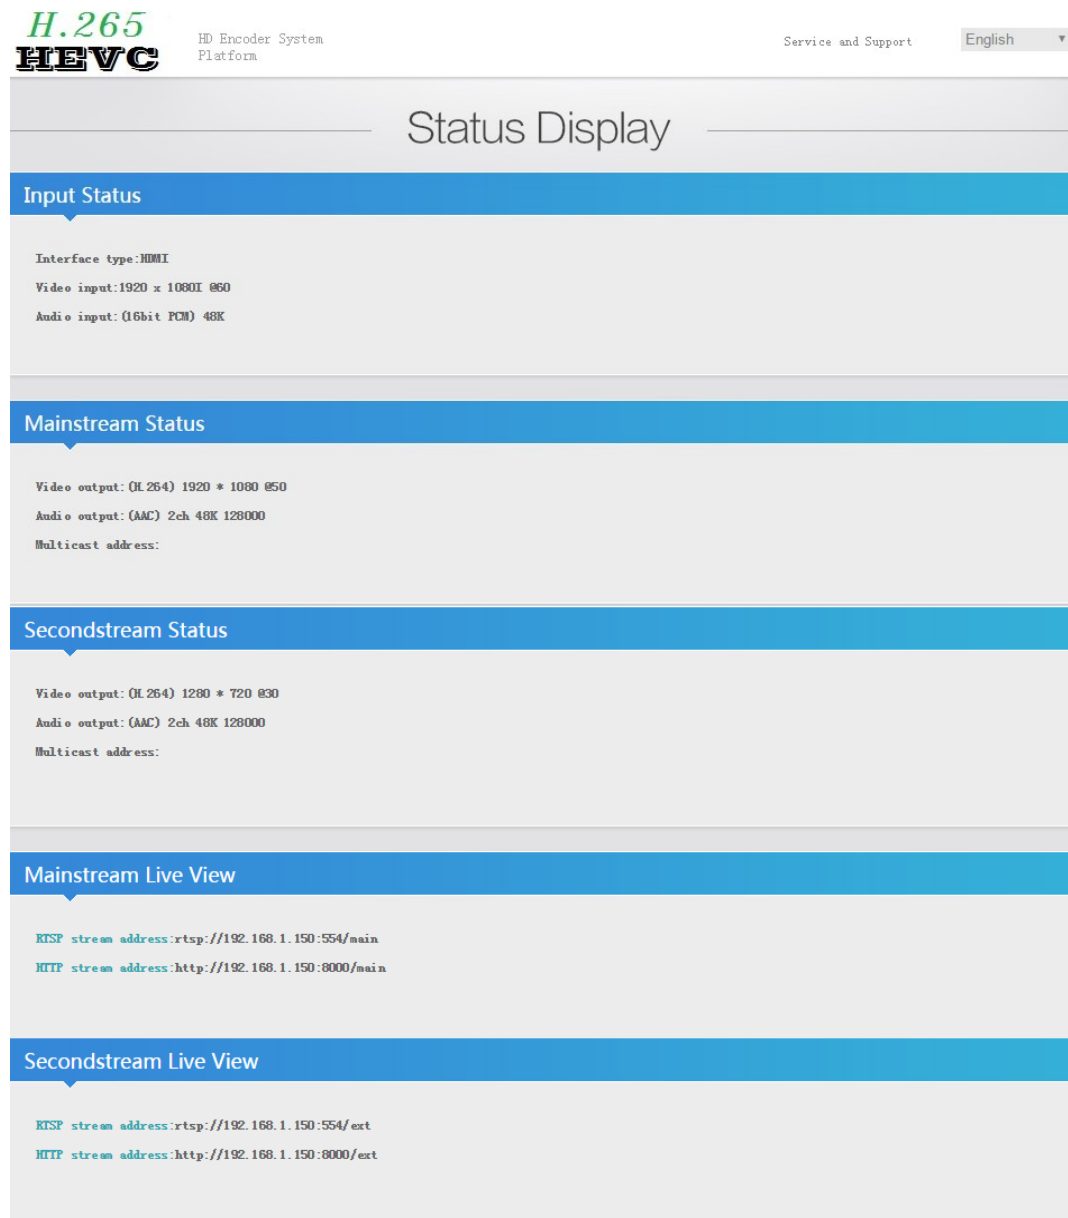 H.265
HEVC
HD Encoder System
Platform
Service and Support
English
Status Display
Input Status
Interface type:HDMI
Video input:1920 x 1080I @60
Audio input:(16bit PCM) 48K
Mainstream Status
Video output:(H.264) 1920 * 1080 @50
Audio output:(AAC) 2ch 48K 128000
Multicast address:
Secondstream Status
Video output:(H.264) 1280 * 720 @30
Audio output:(AAC) 2ch 48K 128000
Multicast address:
Mainstream Live View
RTSP stream address:rtsp://192.168.1.150:554/main
HTTP stream address:http://192.168.1.150:8000/main
Secondstream Live View
RTSP stream address:rtsp://192.168.1.150:554/ext
HTTP stream address:http://192.168.1.150:8000/ext